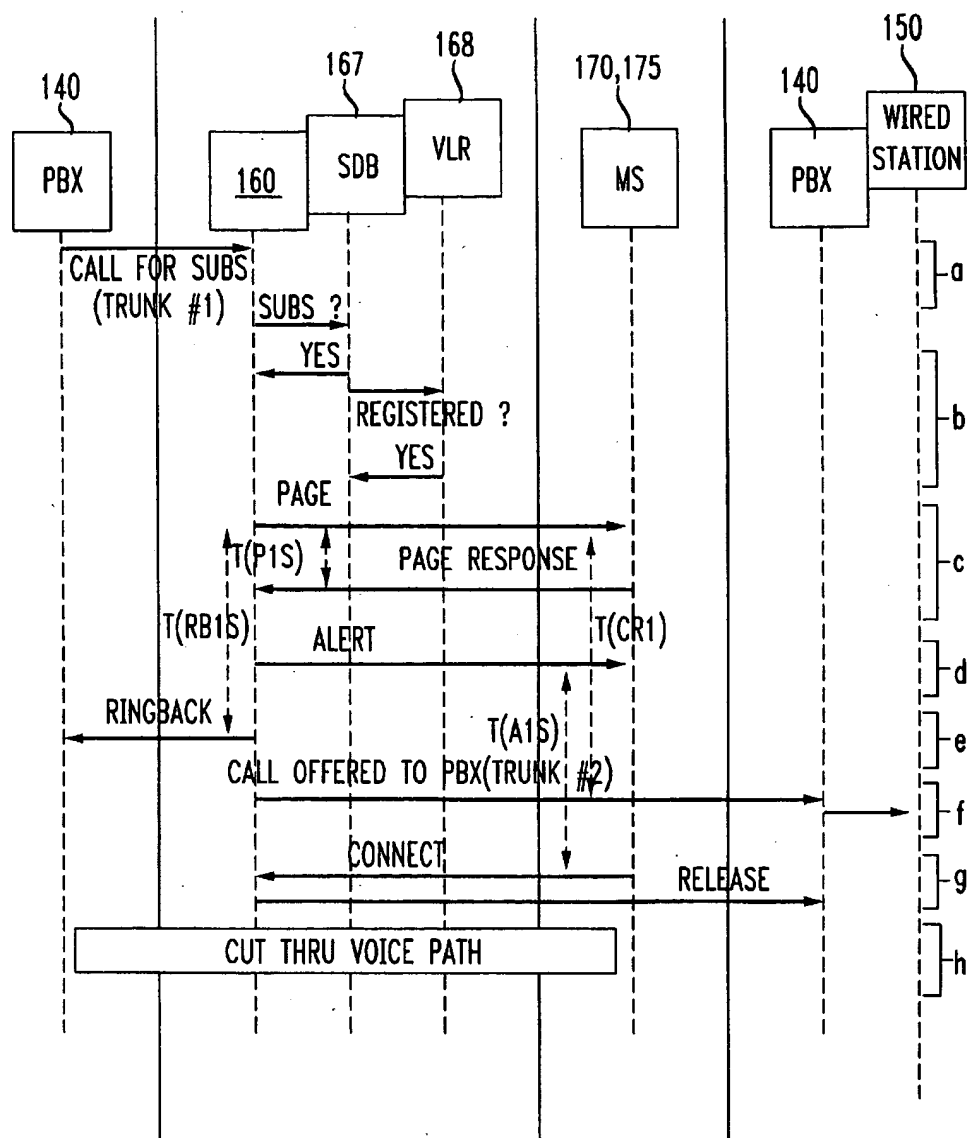 150
168
167
170,175
140
140
WIRED
STATION
VLR
SDB
PBX
160
MS
PBX
CALL FOR SUBS
(TRUNK #1)
a
SUBS ?
YES
REGISTERED ?
b
YES
PAGE
T(P1S)
PAGE RESPONSE
c
T(RB1S)
T(CR1)
ALERT
d
RINGBACK
T(A1S)
e
CALL OFFERED TO PBX(TRUNK #2)
f
CONNECT
g
RELEASE
CUT THRU VOICE PATH
h